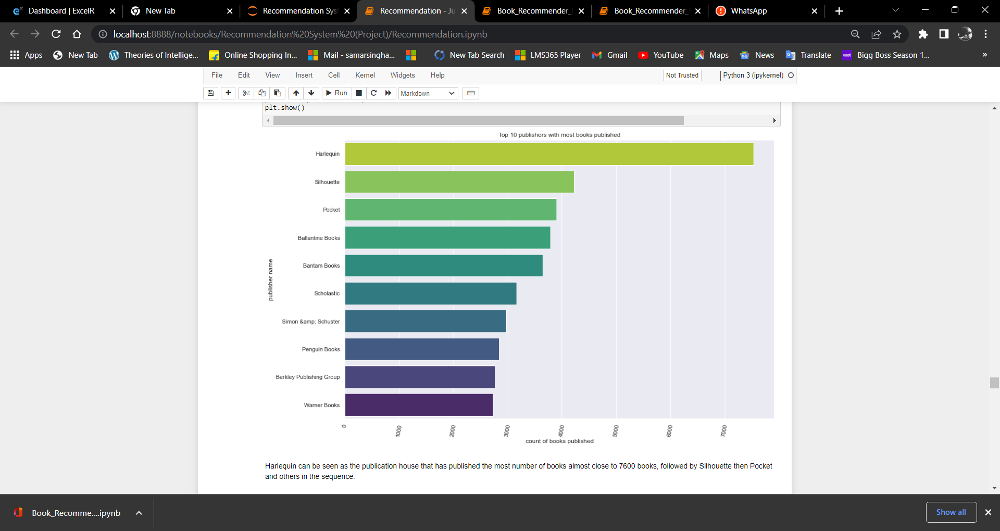 Dashboard | ExcelR
New Tab
Recommendation Sys
Recommendation - Ju
Book_Recommender_
Book_Recommender_
WhatsApp
localhost:8888/notebooks/Recommendation%20System%20(Project)/Recommendation.ipynb
Apps
New Tab
Theories of Intellige...
Online Shopping In...
Mail - samarsingha...
New Tab Search
LMS365 Player
Gmail
YouTube
Maps
News
Translate
voot
Bigg Boss Season 1...
»
File Edit View Insert Cell Kernel Widgets Help
Not Trusted
Python 3 (ipykernel)
Run
Markdown
plt.show()
Top 10 publishers with most books published
Harlequin
Silhouette
Pocket
Ballantine Books
Bantam Books
publisher name
Scholastic
Simon &amp; Schuster
Penguin Books
Berkley Publishing Group
Warner Books
0 1000 2000 3000 4000 5000 6000 7000
count of books published
Harlequin can be seen as the publication house that has published the most number of books almost close to 7600 books, followed by Silhouette then Pocket
and others in the sequence.
Book_Recomme....ipynb
Show all